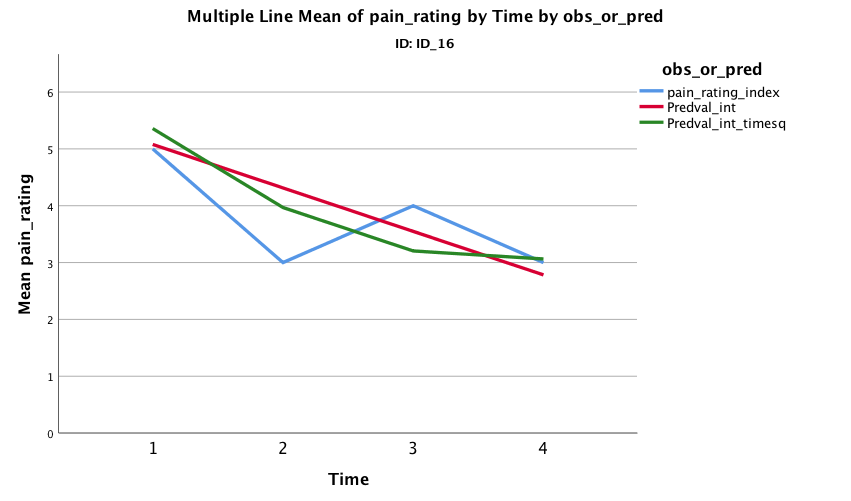 Multiple Line Mean of pain_rating by Time by obs_or_pred
ID: ID_16
obs_or_pred
pain_rating_index
Predval_int
Predval_int_timesq
Mean pain_rating
6
5
4
3
2
1
0
1 2 3 4
Time